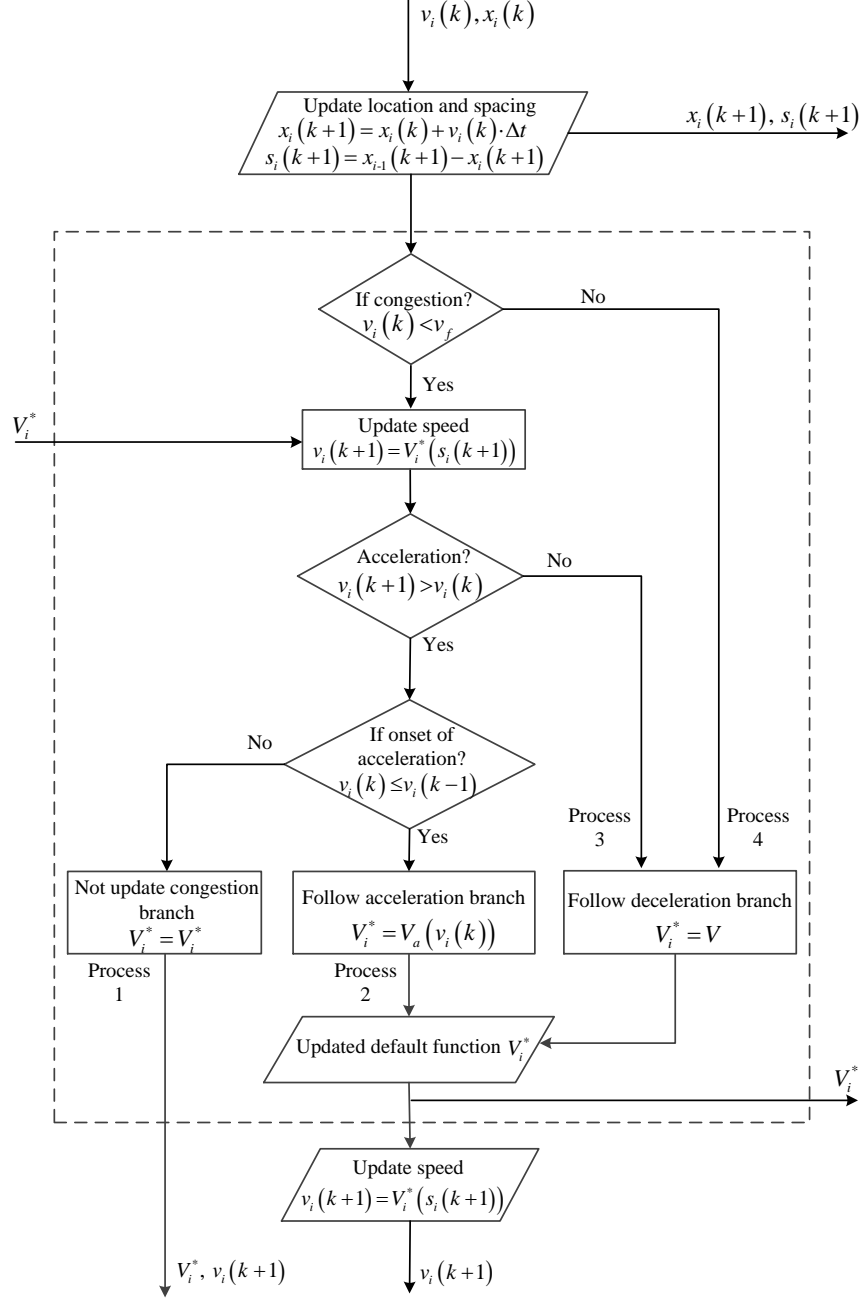 v_i(k), x_i(k)
Update location and spacing
x_i(k+1)=x_i(k)+v_i(k)·Δt
s_i(k+1)=x_{i-1}(k+1)−x_i(k+1)
x_i(k+1), s_i(k+1)
If congestion?
v_i(k)<v_f
No
Yes
V_i^*
Update speed
v_i(k+1)=V_i^*(s_i(k+1))
Acceleration?
v_i(k+1)>v_i(k)
No
Yes
If onset of
acceleration?
v_i(k)≤v_i(k−1)
No
Yes
Process
3
Process
4
Not update congestion
branch
V_i^*=V_i^*
Follow acceleration branch
V_i^*=V_a(v_i(k))
Follow deceleration branch
V_i^*=V
Process
1
Process
2
Updated default function V_i^*
V_i^*
Update speed
v_i(k+1)=V_i^*(s_i(k+1))
V_i^*, v_i(k+1)
v_i(k+1)